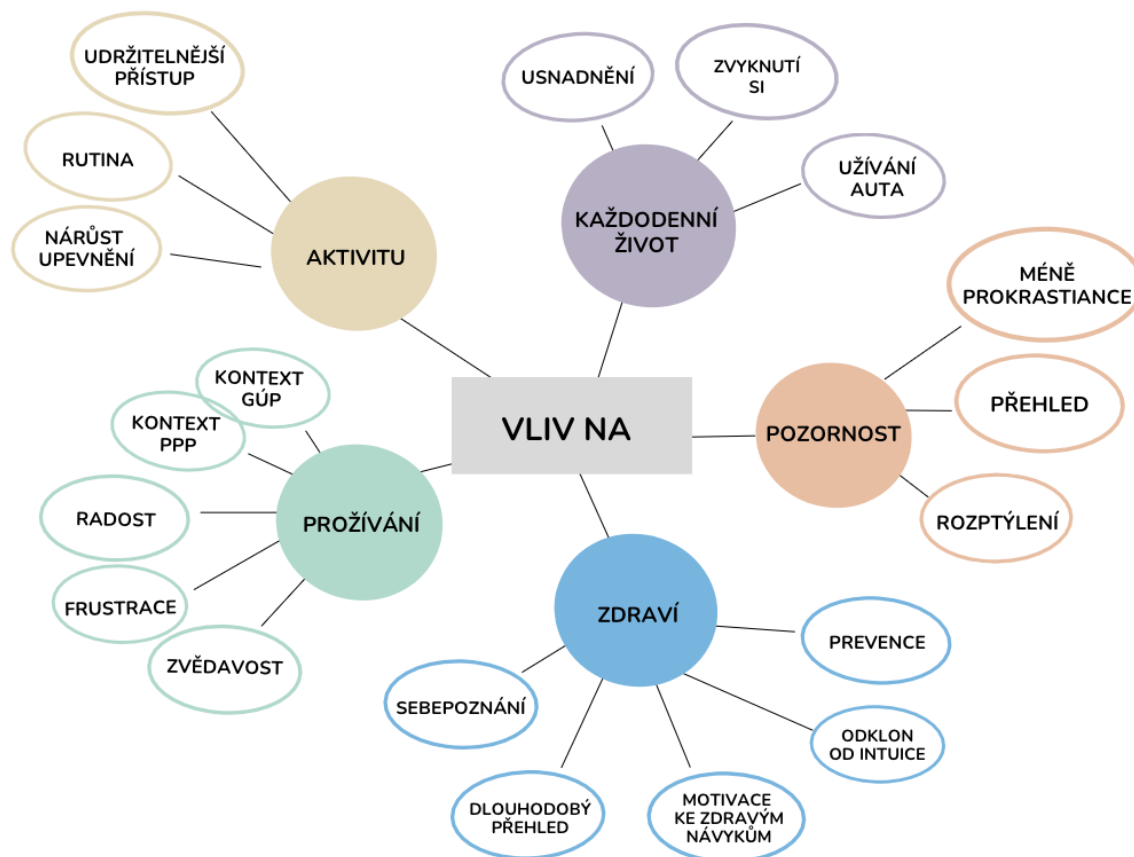 UDRŽITELNĚJŠÍ
PŘÍSTUP
RUTINA
NÁRŮST
UPEVNĚNÍ
AKTIVITU
USNADNĚNÍ
ZVYKNUTÍ
SI
UŽÍVÁNÍ
AUTA
KAŽDODENNÍ
ŽIVOT
MÉNĚ
PROKRASTIANCE
PŘEHLED
ROZPTÝLENÍ
POZORNOST
VLIV NA
KONTEXT
GÚP
KONTEXT
PPP
RADOST
FRUSTRACE
ZVĚDAVOST
PROŽÍVÁNÍ
ZDRAVÍ
PREVENCE
SEBEPOZNÁNÍ
ODKLON
OD INTUICE
DLOUHODOBÝ
PŘEHLED
MOTIVACE
KE ZDRAVÝM
NÁVYKŮM